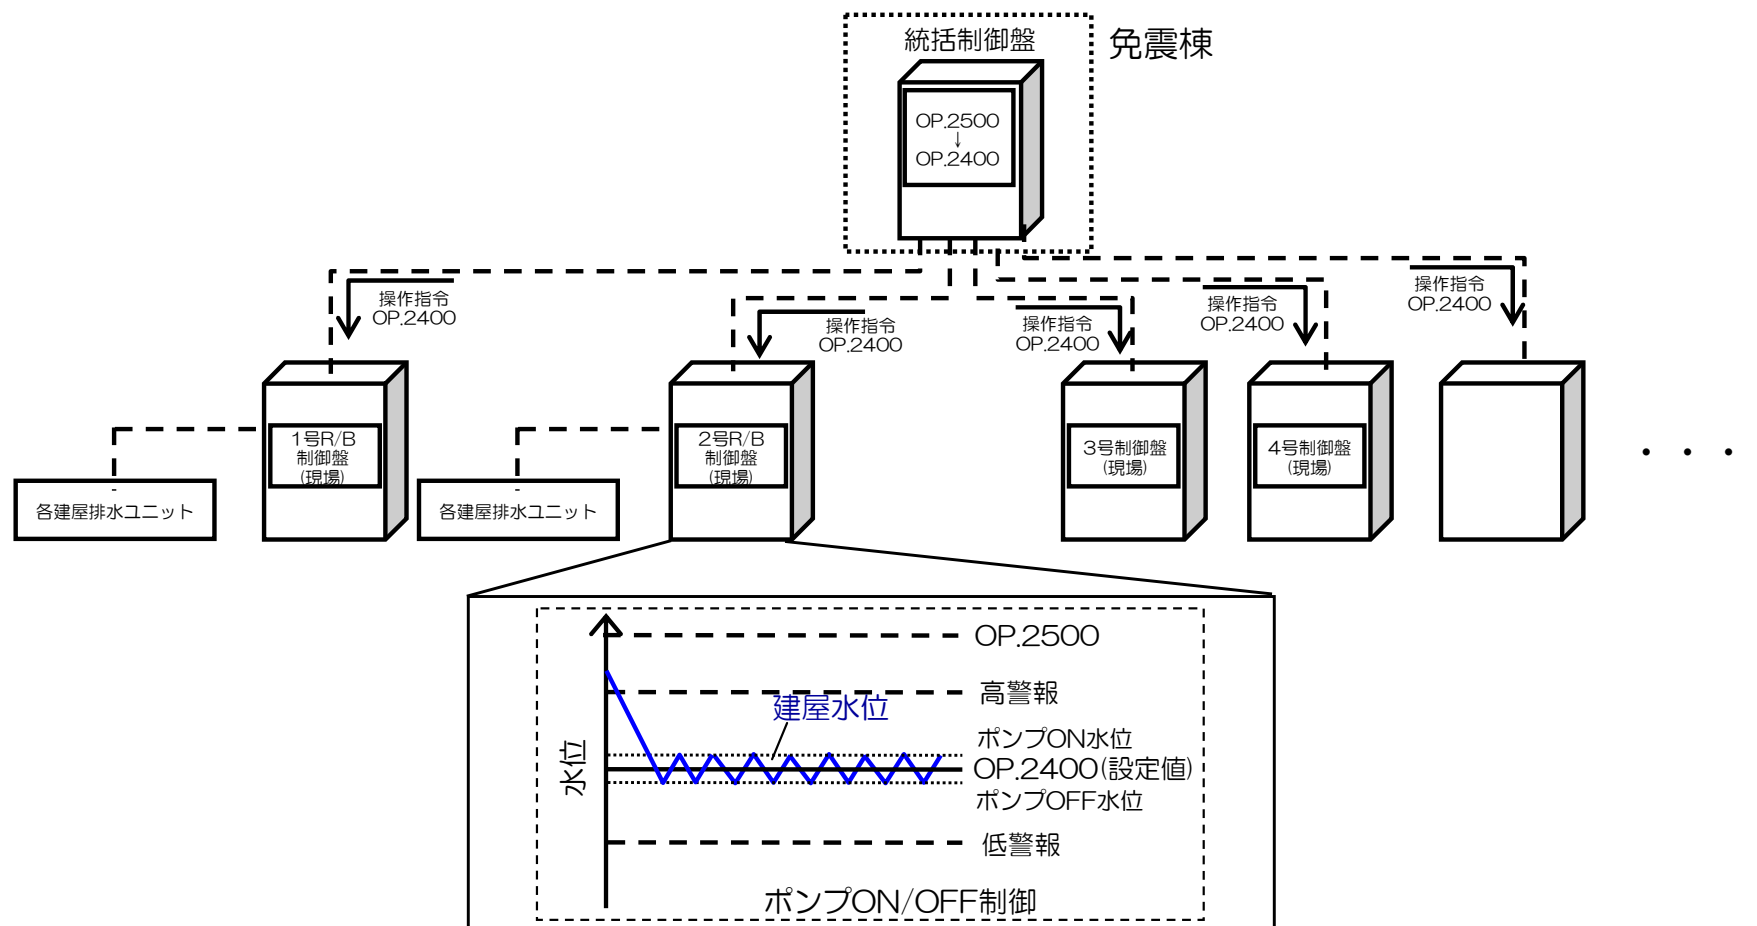 統括制御盤
免震棟
OP.2500
↓
OP.2400
操作指令
OP.2400
操作指令
OP.2400
操作指令
OP.2400
操作指令
OP.2400
操作指令
OP.2400
1号R/B
制御盤
(現場)
2号R/B
制御盤
(現場)
3号制御盤
(現場)
4号制御盤
(現場)
・・・
各建屋排水ユニット
各建屋排水ユニット
OP.2500
高警報
建屋水位
ポンプON水位
水位
OP.2400(設定値)
ポンプOFF水位
低警報
ポンプON/OFF制御